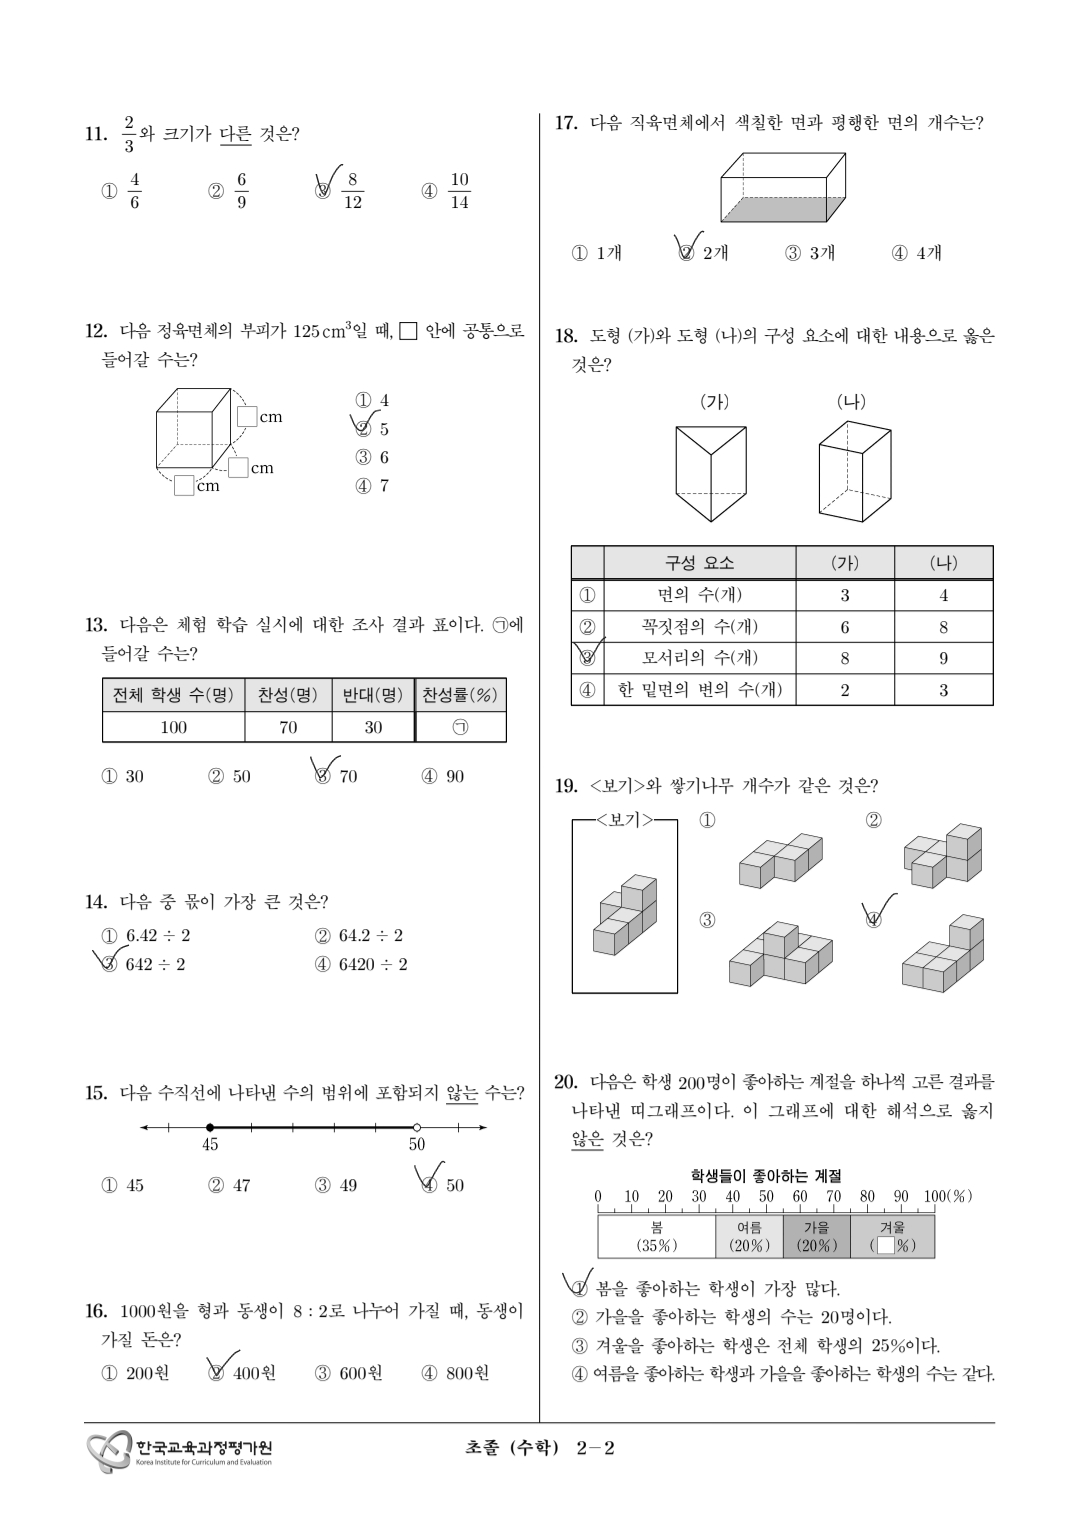 11. 2/3와 크기가 다른 것은?
① 4/6 ② 6/9 ③ 8/12 ④ 10/14
12. 다음 정육면체의 부피가 125cm³일 때, □ 안에 공통으로
들어갈 수는?
□cm
□cm
□cm
① 4
② 5
③ 6
④ 7
13. 다음은 체험 학습 실시에 대한 조사 결과 표이다. ㉠에
들어갈 수는?
전체 학생 수(명) 찬성(명) 반대(명) 찬성률(%)
100 70 30 ㉠
① 30 ② 50 ③ 70 ④ 90
14. 다음 중 몫이 가장 큰 것은?
① 6.42 ÷ 2 ② 64.2 ÷ 2
③ 642 ÷ 2 ④ 6420 ÷ 2
15. 다음 수직선에 나타낸 수의 범위에 포함되지 않는 수는?
45 50
① 45 ② 47 ③ 49 ④ 50
16. 1000원을 형과 동생이 8 : 2로 나누어 가질 때, 동생이
가질 돈은?
① 200원 ② 400원 ③ 600원 ④ 800원
17. 다음 직육면체에서 색칠한 면과 평행한 면의 개수는?
① 1개 ② 2개 ③ 3개 ④ 4개
18. 도형 (가)와 도형 (나)의 구성 요소에 대한 내용으로 옳은
것은?
(가) (나)
구성 요소 (가) (나)
① 면의 수(개) 3 4
② 꼭짓점의 수(개) 6 8
③ 모서리의 수(개) 8 9
④ 한 밑면의 변의 수(개) 2 3
19. <보기>와 쌓기나무 개수가 같은 것은?
<보기> ① ②
③ ④
20. 다음은 학생 200명이 좋아하는 계절을 하나씩 고른 결과를
나타낸 띠그래프이다. 이 그래프에 대한 해석으로 옳지
않은 것은?
학생들이 좋아하는 계절
0 10 20 30 40 50 60 70 80 90 100(%)
봄 여름 가을 겨울
(35%) (20%) (20%) (□%)
① 봄을 좋아하는 학생이 가장 많다.
② 가을을 좋아하는 학생의 수는 20명이다.
③ 겨울을 좋아하는 학생은 전체 학생의 25%이다.
④ 여름을 좋아하는 학생과 가을을 좋아하는 학생의 수는 같다.
한국교육과정평가원
Korea Institute for Curriculum and Evaluation
초졸 (수학) 2-2